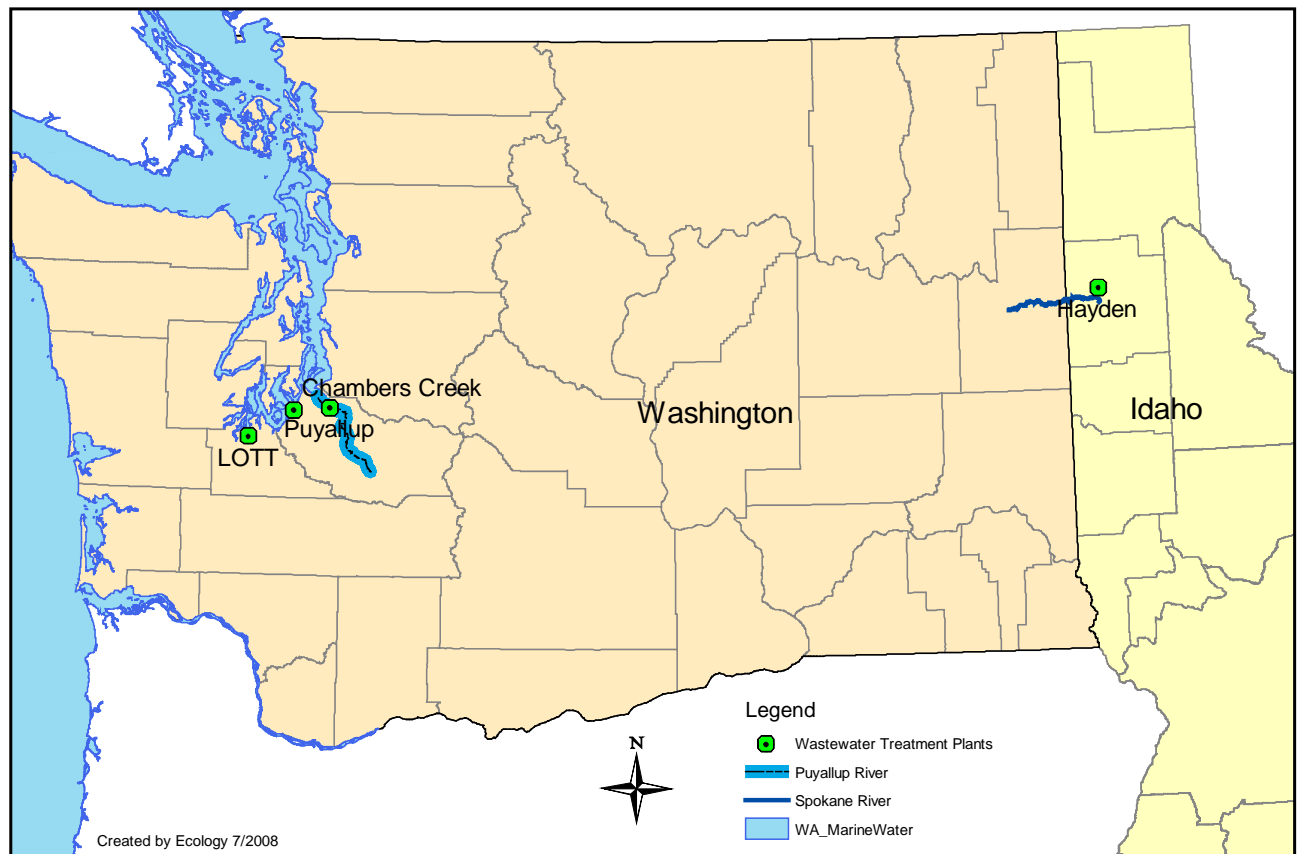 Hayden
Chambers Creek
Washington
Idaho
Puyallup
LOTT
Legend
N
Wastewater Treatment Plants
Puyallup River
Spokane River
WA_MarineWater
Created by Ecology 7/2008